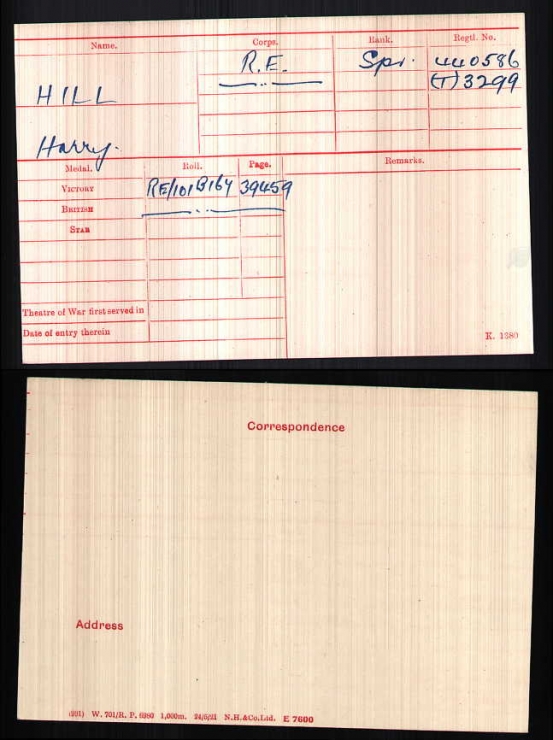 Name. Corps. Rank. Regtl. No.
R.E. Spr. 440586
(T)3299
HILL
Harry.
Medal. Roll. Page. Remarks.
VICTORY RE/101B164 39459
BRITISH
STAR
Theatre of War first served in
Date of entry therein
K. 1380
Correspondence
Address
(991) W. 701/R. P. 6980 1,000m. 24/5/21 N.H.&Co.Ltd. E 7600